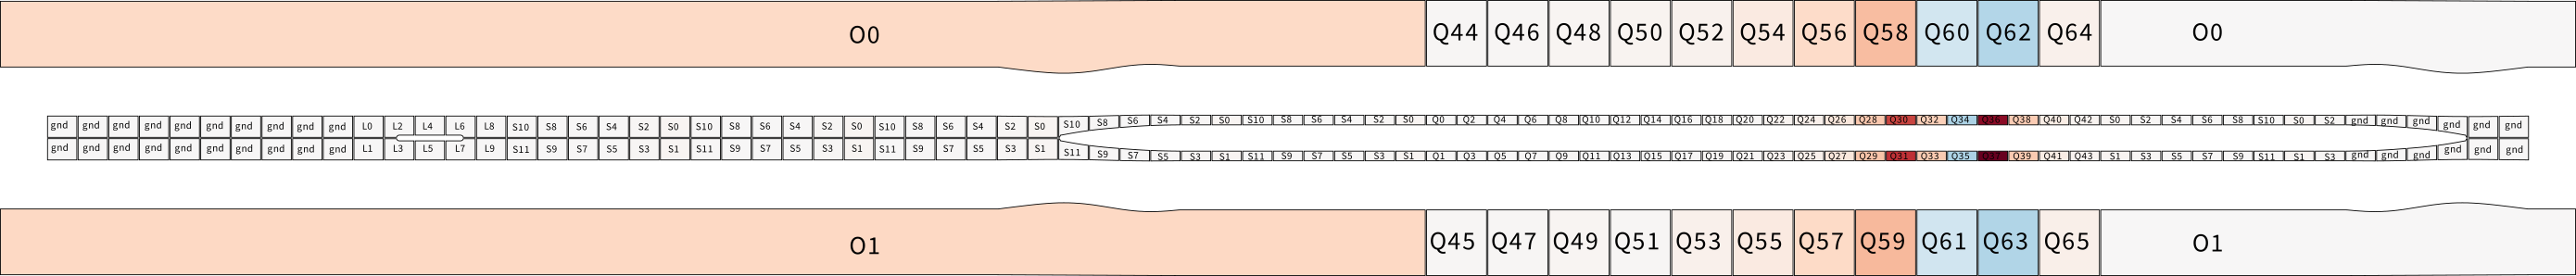 O0 Q44 Q46 Q48 Q50 Q52 Q54 Q56 Q58 Q60 Q62 Q64 O0
gnd gnd gnd gnd gnd gnd gnd gnd gnd gnd L0 L2 L4 L6 L8 S10 S8 S6 S4 S2 S0 S10 S8 S6 S4 S2 S0 S10 S8 S6 S4 S2 S0 S10 S8 S6 S4 S2 S0 S10 S8 S6 S4 S2 S0 Q0 Q2 Q4 Q6 Q8 Q10 Q12 Q14 Q16 Q18 Q20 Q22 Q24 Q26 Q28 Q30 Q32 Q34 Q36 Q38 Q40 Q42 S0 S2 S4 S6 S8 S10 S0 S2 gnd gnd gnd gnd gnd gnd
gnd gnd gnd gnd gnd gnd gnd gnd gnd gnd L1 L3 L5 L7 L9 S11 S9 S7 S5 S3 S1 S11 S9 S7 S5 S3 S1 S11 S9 S7 S5 S3 S1 S11 S9 S7 S5 S3 S1 S11 S9 S7 S5 S3 S1 Q1 Q3 Q5 Q7 Q9 Q11 Q13 Q15 Q17 Q19 Q21 Q23 Q25 Q27 Q29 Q31 Q33 Q35 Q37 Q39 Q41 Q43 S1 S3 S5 S7 S9 S11 S1 S3 gnd gnd gnd gnd gnd gnd
O1 Q45 Q47 Q49 Q51 Q53 Q55 Q57 Q59 Q61 Q63 Q65 O1